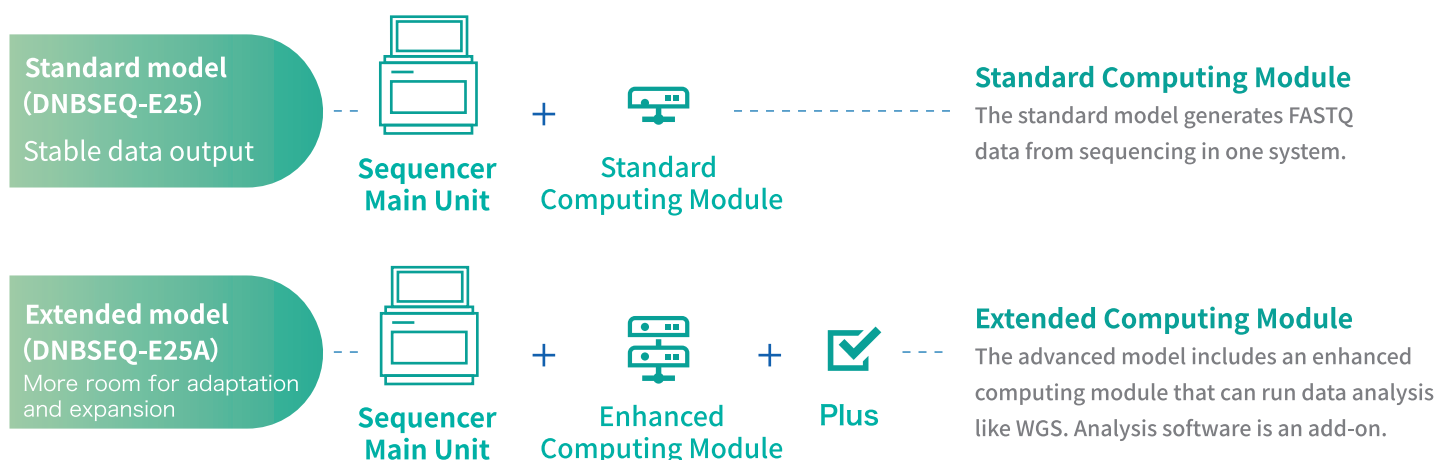 Standard model
(DNBSEQ-E25)
Stable data output
Sequencer
Main Unit
+
Standard
Computing Module
Standard Computing Module
The standard model generates FASTQ
data from sequencing in one system.
Extended model
(DNBSEQ-E25A)
More room for adaptation
and expansion
Sequencer
Main Unit
+
Enhanced
Computing Module
+
Plus
Extended Computing Module
The advanced model includes an enhanced
computing module that can run data analysis
like WGS. Analysis software is an add-on.